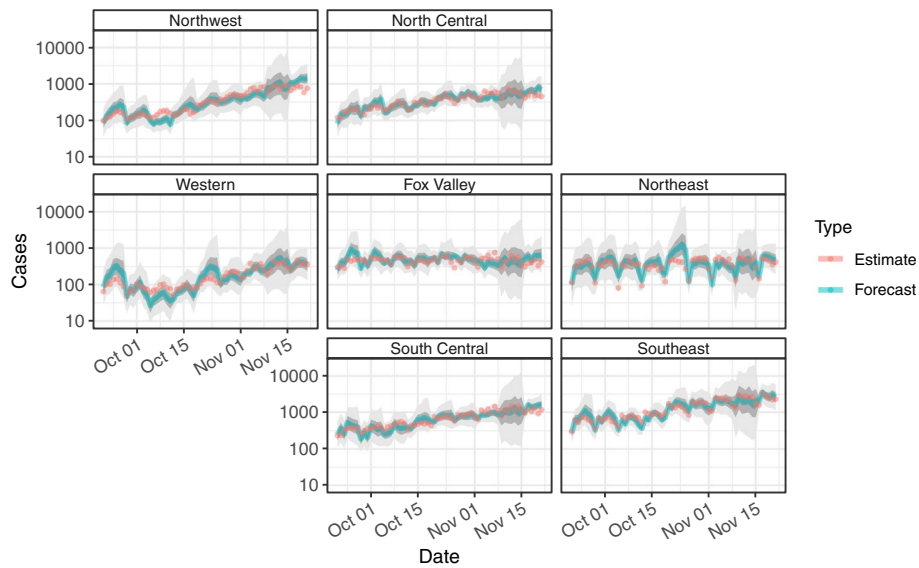 Northwest
North Central
10000
1000
100
10
Western
Fox Valley
Northeast
10000
1000
100
10
Cases
Type
Estimate
Forecast
Oct 01
Oct 15
Nov 01
Nov 15
South Central
Southeast
10000
1000
100
10
Oct 01
Oct 15
Nov 01
Nov 15
Oct 01
Oct 15
Nov 01
Nov 15
Date